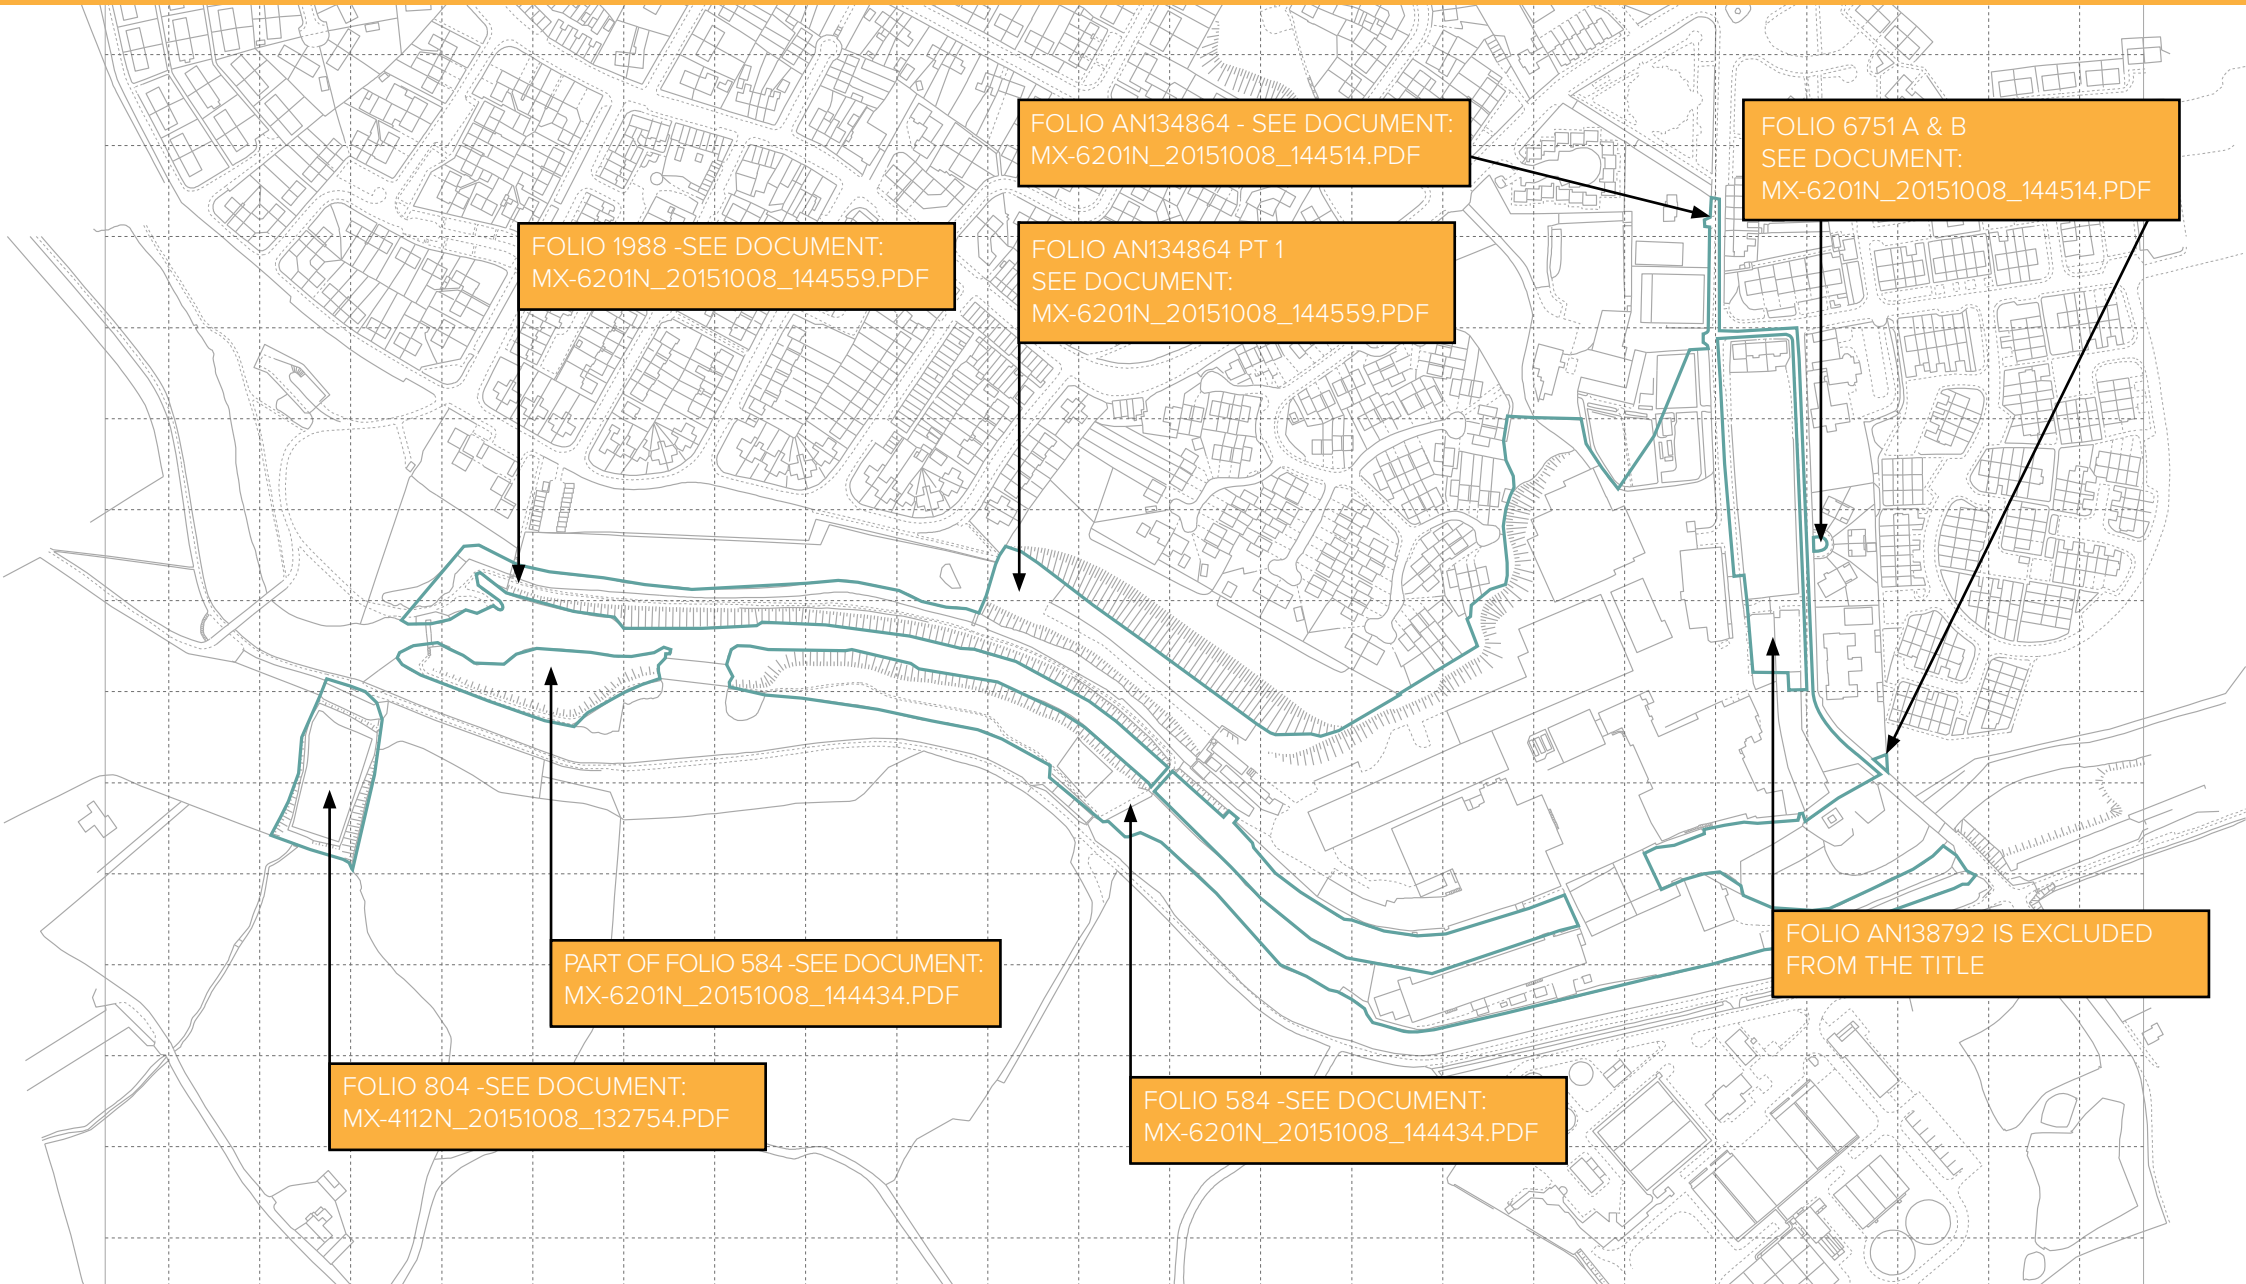 FOLIO AN134864 - SEE DOCUMENT:
MX-6201N_20151008_144514.PDF
FOLIO 6751 A & B
SEE DOCUMENT:
MX-6201N_20151008_144514.PDF
FOLIO 1988 -SEE DOCUMENT:
MX-6201N_20151008_144559.PDF
FOLIO AN134864 PT 1
SEE DOCUMENT:
MX-6201N_20151008_144559.PDF
PART OF FOLIO 584 -SEE DOCUMENT:
MX-6201N_20151008_144434.PDF
FOLIO AN138792 IS EXCLUDED
FROM THE TITLE
FOLIO 804 -SEE DOCUMENT:
MX-4112N_20151008_132754.PDF
FOLIO 584 -SEE DOCUMENT:
MX-6201N_20151008_144434.PDF